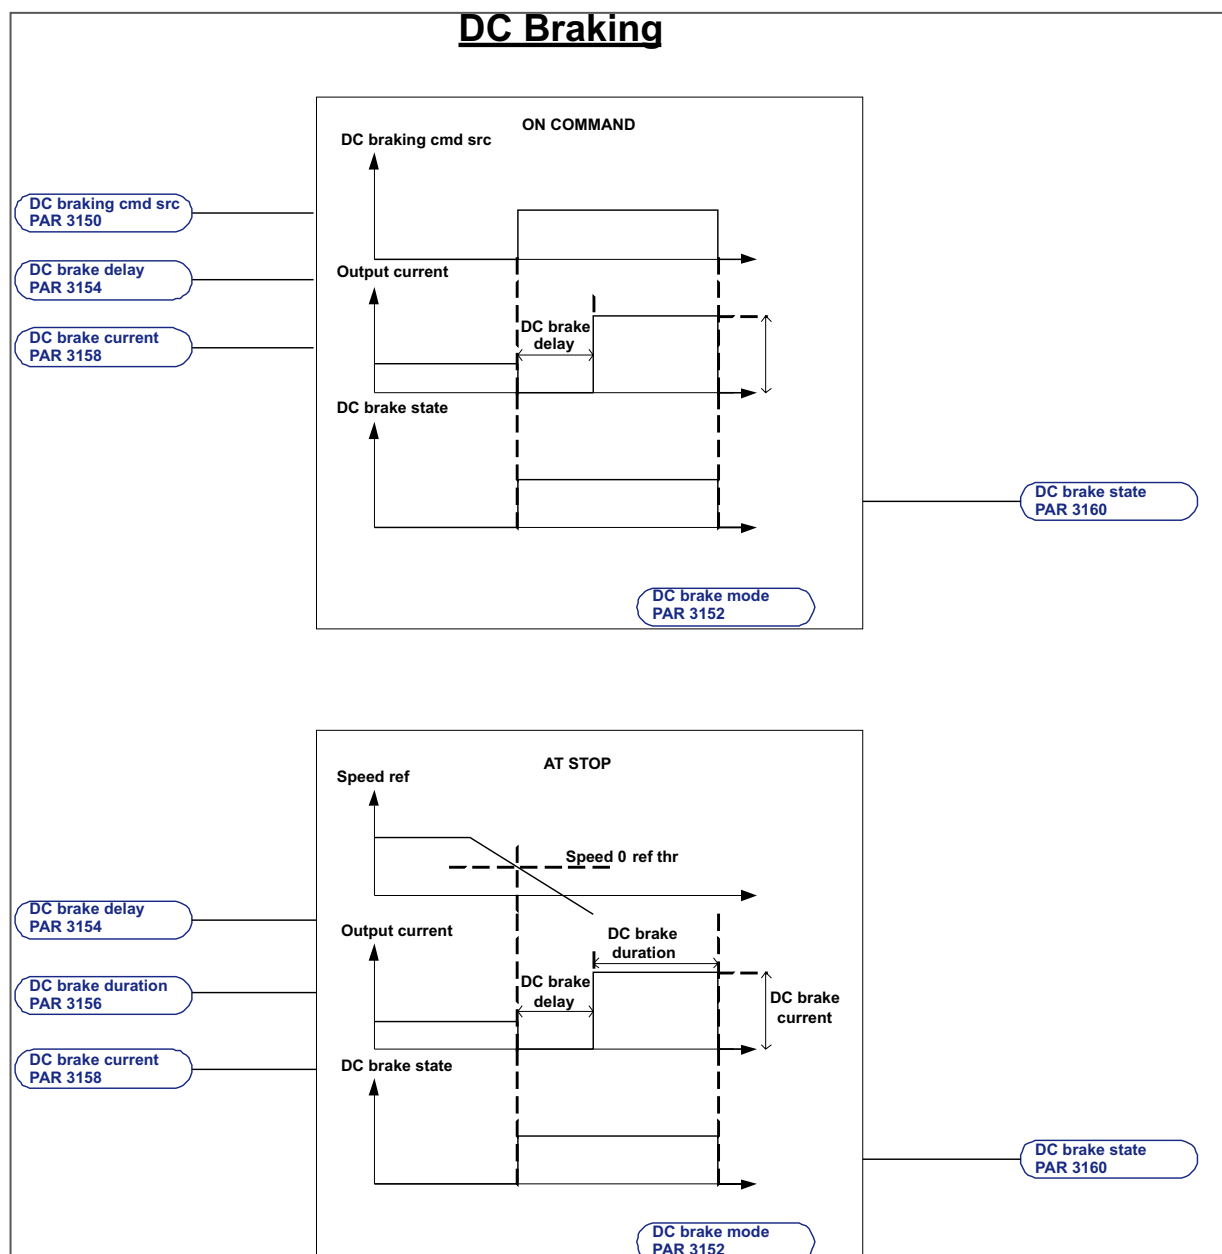 DC Braking
ON COMMAND
DC braking cmd src
DC braking cmd src
PAR 3150
DC brake delay
PAR 3154
Output current
DC brake
delay
DC brake current
PAR 3158
DC brake state
DC brake state
PAR 3160
DC brake mode
PAR 3152
AT STOP
Speed ref
Speed 0 ref thr
DC brake delay
PAR 3154
Output current
DC brake
duration
DC brake duration
PAR 3156
DC brake
delay
DC brake
current
DC brake current
PAR 3158
DC brake state
DC brake state
PAR 3160
DC brake mode
PAR 3152